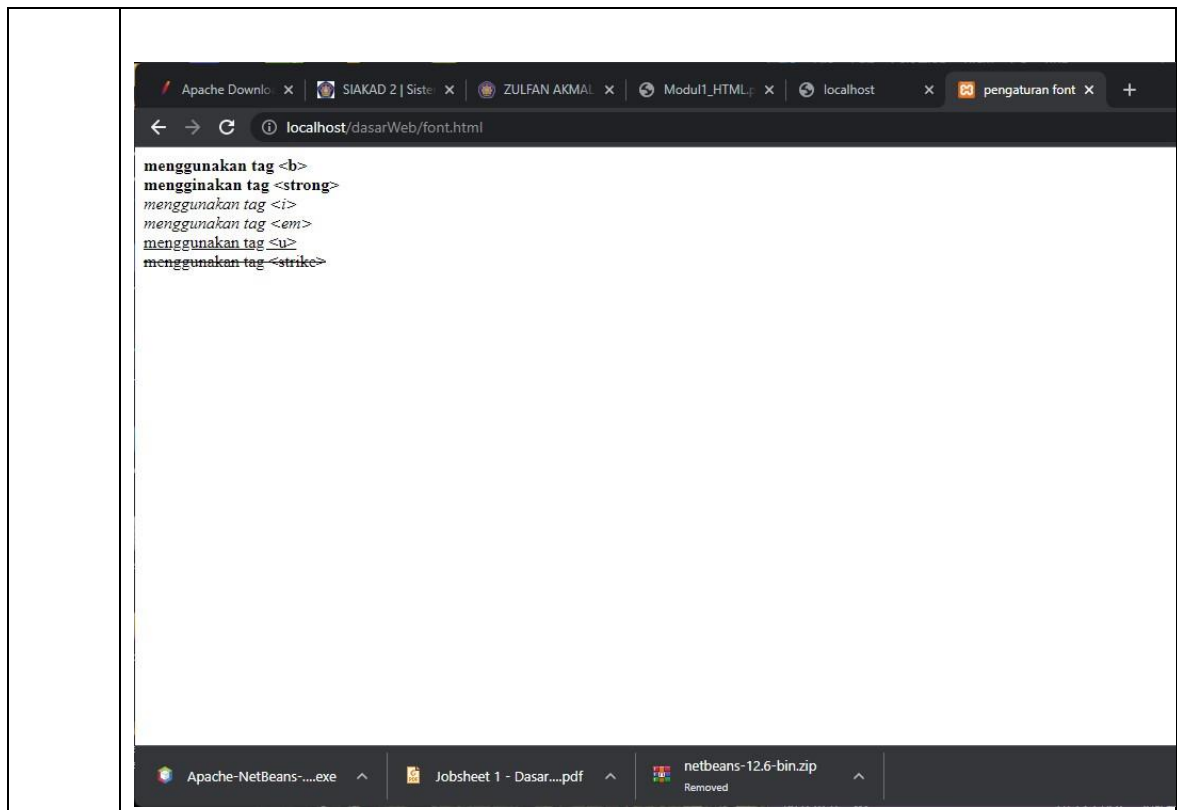 Apache Downlo
SIAKAD 2 | Siste
ZULFAN AKMAL
Modul1_HTML.p
localhost
pengaturan font
localhost/dasarWeb/font.html
menggunakan tag <b>
mengginakan tag <strong>
menggunakan tag <i>
menggunakan tag <em>
menggunakan tag <u>
menggunakan tag <strike>
Apache-NetBeans-....exe
Jobsheet 1 - Dasar....pdf
netbeans-12.6-bin.zip
Removed